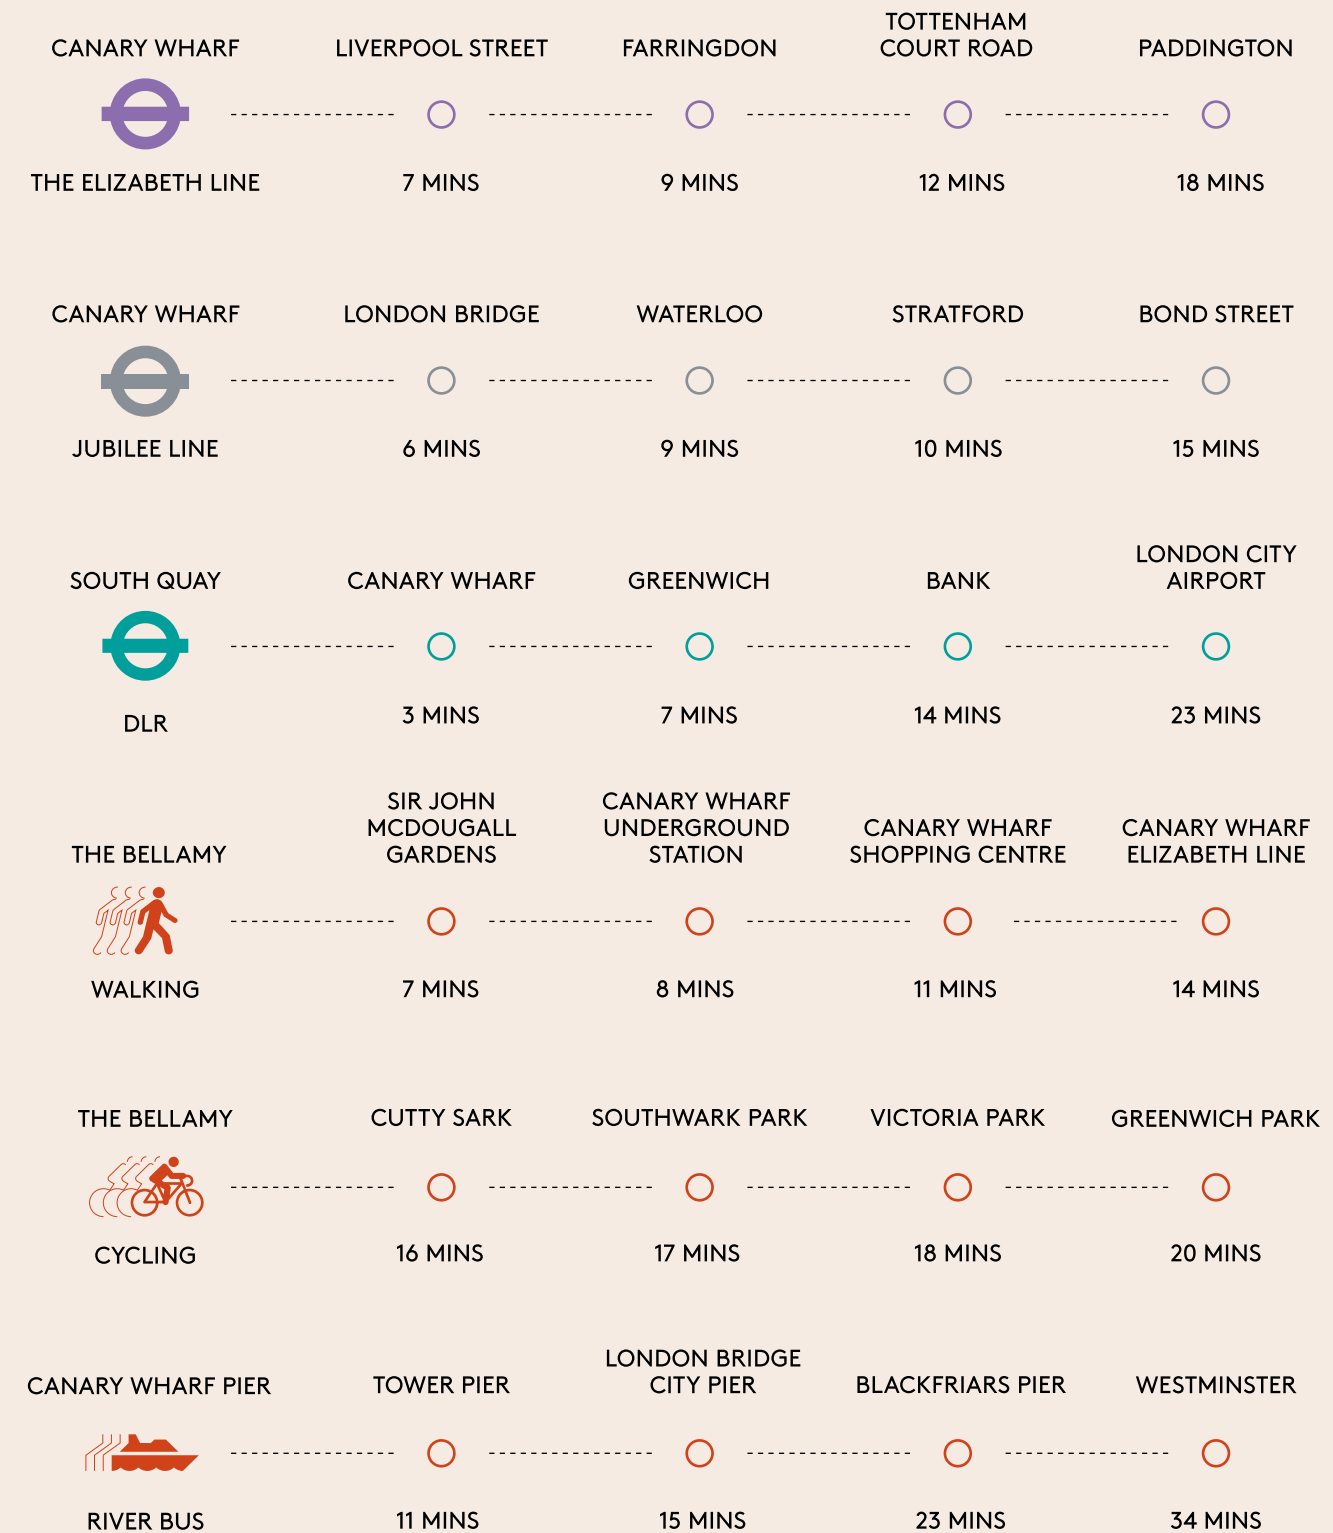 CANARY WHARF
LIVERPOOL STREET
FARRINGDON
TOTTENHAM
COURT ROAD
PADDINGTON
THE ELIZABETH LINE
7 MINS
9 MINS
12 MINS
18 MINS
CANARY WHARF
LONDON BRIDGE
WATERLOO
STRATFORD
BOND STREET
JUBILEE LINE
6 MINS
9 MINS
10 MINS
15 MINS
SOUTH QUAY
CANARY WHARF
GREENWICH
BANK
LONDON CITY
AIRPORT
DLR
3 MINS
7 MINS
14 MINS
23 MINS
THE BELLAMY
SIR JOHN
MCDOUGALL
GARDENS
CANARY WHARF
UNDERGROUND
STATION
CANARY WHARF
SHOPPING CENTRE
CANARY WHARF
ELIZABETH LINE
WALKING
7 MINS
8 MINS
11 MINS
14 MINS
THE BELLAMY
CUTTY SARK
SOUTHWARK PARK
VICTORIA PARK
GREENWICH PARK
CYCLING
16 MINS
17 MINS
18 MINS
20 MINS
CANARY WHARF PIER
TOWER PIER
LONDON BRIDGE
CITY PIER
BLACKFRIARS PIER
WESTMINSTER
RIVER BUS
11 MINS
15 MINS
23 MINS
34 MINS